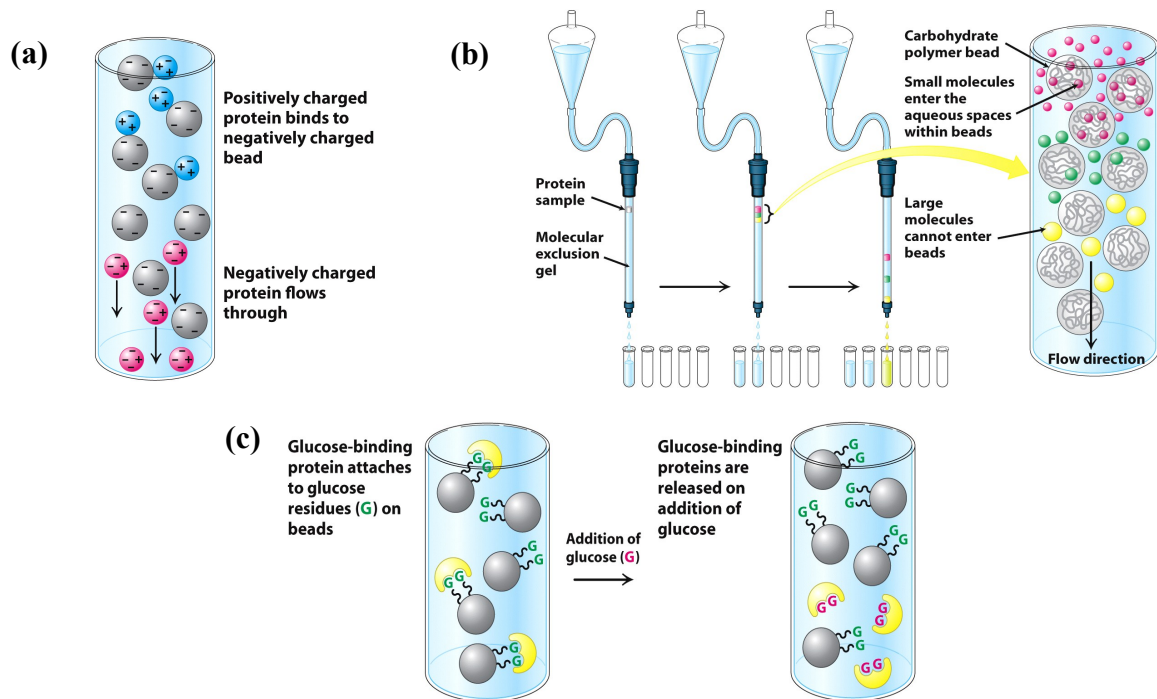 (a)
Positively charged
protein binds to
negatively charged
bead
Negatively charged
protein flows
through
(b)
Protein
sample
Molecular
exclusion
gel
Carbohydrate
polymer bead
Small molecules
enter the
aqueous spaces
within beads
Large
molecules
cannot enter
beads
Flow direction
(c)
Glucose-binding
protein attaches
to glucose
residues (G) on
beads
G G
G
G
G
G
G G
G
G
Addition of
glucose (G)
Glucose-binding
proteins are
released on
addition of
glucose
G
G
G
G
G G
G
G
G G
G
G
G
G
G G